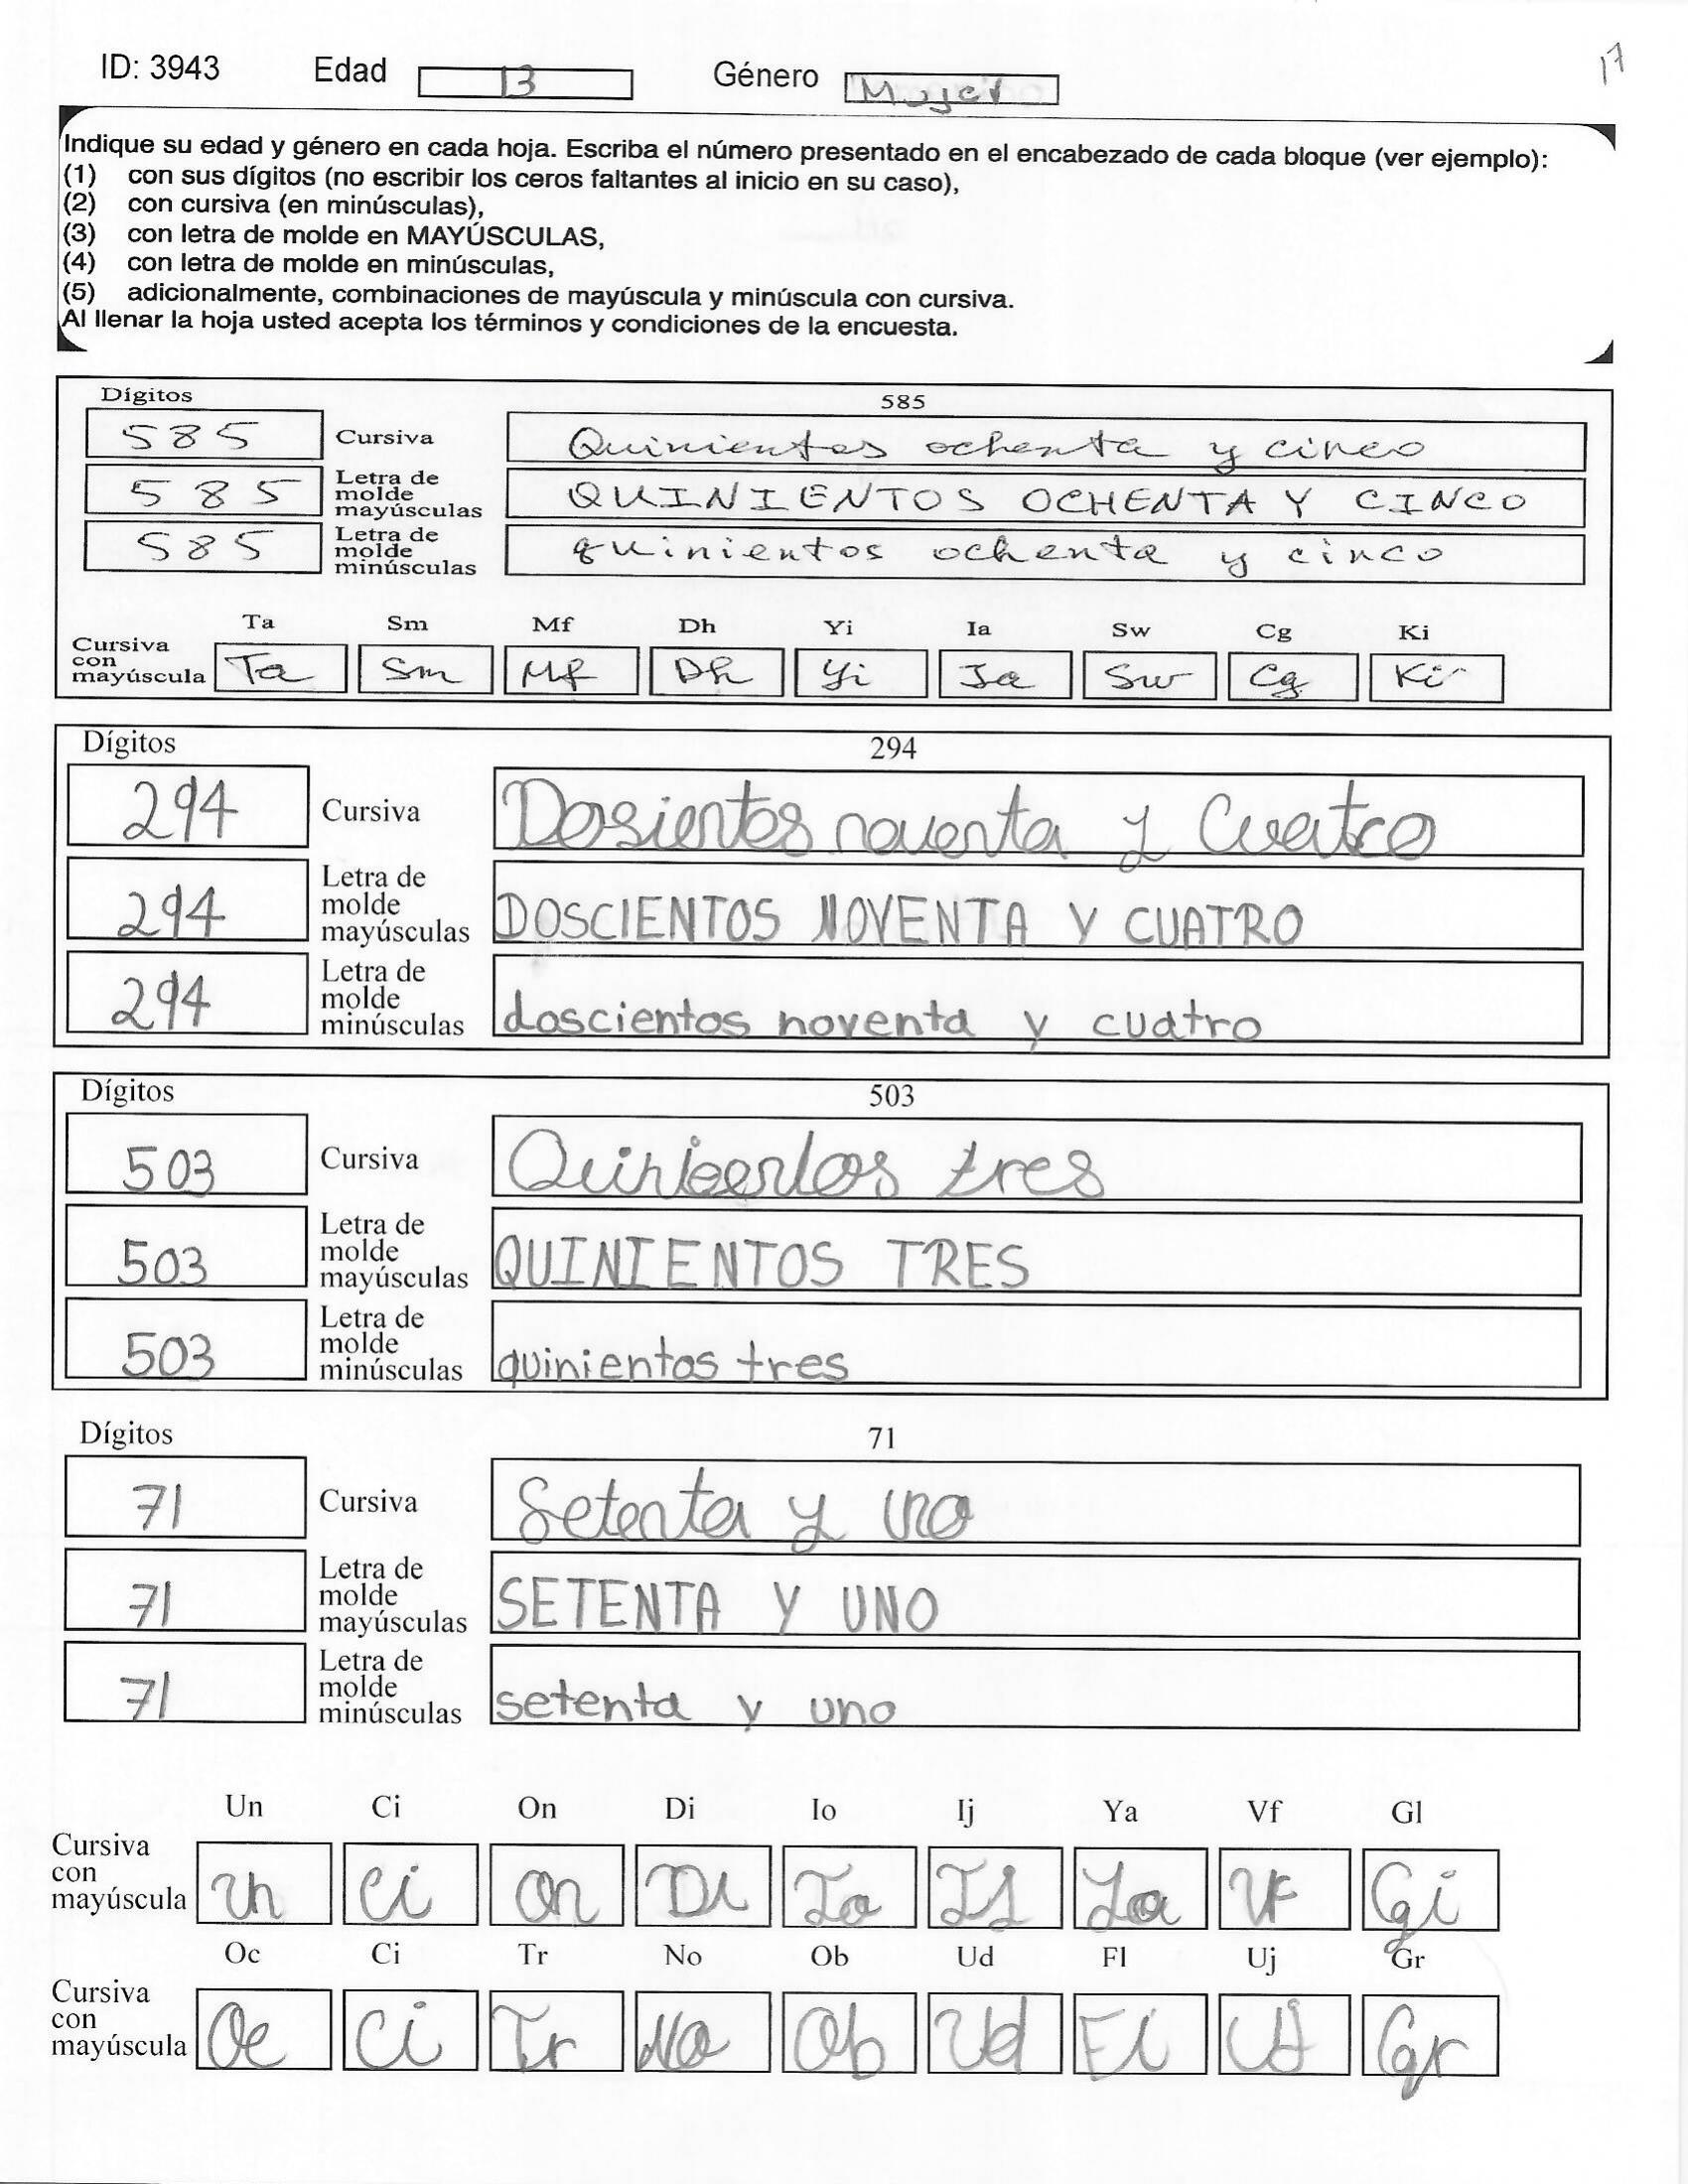 ID: 3943 Edad 13 Género Mujer 17
Indique su edad y género en cada hoja. Escriba el número presentado en el encabezado de cada bloque (ver ejemplo):
(1) con sus dígitos (no escribir los ceros faltantes al inicio en su caso),
(2) con cursiva (en minúsculas),
(3) con letra de molde en MAYÚSCULAS,
(4) con letra de molde en minúsculas,
(5) adicionalmente, combinaciones de mayúscula y minúscula con cursiva.
Al llenar la hoja usted acepta los términos y condiciones de la encuesta.
Dígitos 585
585 Cursiva Quinientos ochenta y cinco
585 Letra de molde mayúsculas QUINIENTOS OCHENTA Y CINCO
585 Letra de molde minúsculas quinientos ochenta y cinco
Ta Sm Mf Dh Yi Ia Sw Cg Ki
Cursiva con mayúscula Ta Sm Mf Dh Yi Ia Sw Cg Ki
Dígitos 294
294 Cursiva Dosientos noventa y Cuatro
294 Letra de molde mayúsculas DOSCIENTOS NOVENTA Y CUATRO
294 Letra de molde minúsculas doscientos noventa y cuatro
Dígitos 503
503 Cursiva Quinientos tres
503 Letra de molde mayúsculas QUINIENTOS TRES
503 Letra de molde minúsculas quinientos tres
Dígitos 71
71 Cursiva Setenta y uno
71 Letra de molde mayúsculas SETENTA Y UNO
71 Letra de molde minúsculas setenta y uno
Un Ci On Di Io Ij Ya Vf Gl
Cursiva con mayúscula Un Ci On Di Io Ij Ya Vf Gi
Oc Ci Tr No Ob Ud Fl Uj Gr
Cursiva con mayúscula Oc Ci Tr No Ob Ud Fl Uj Gr